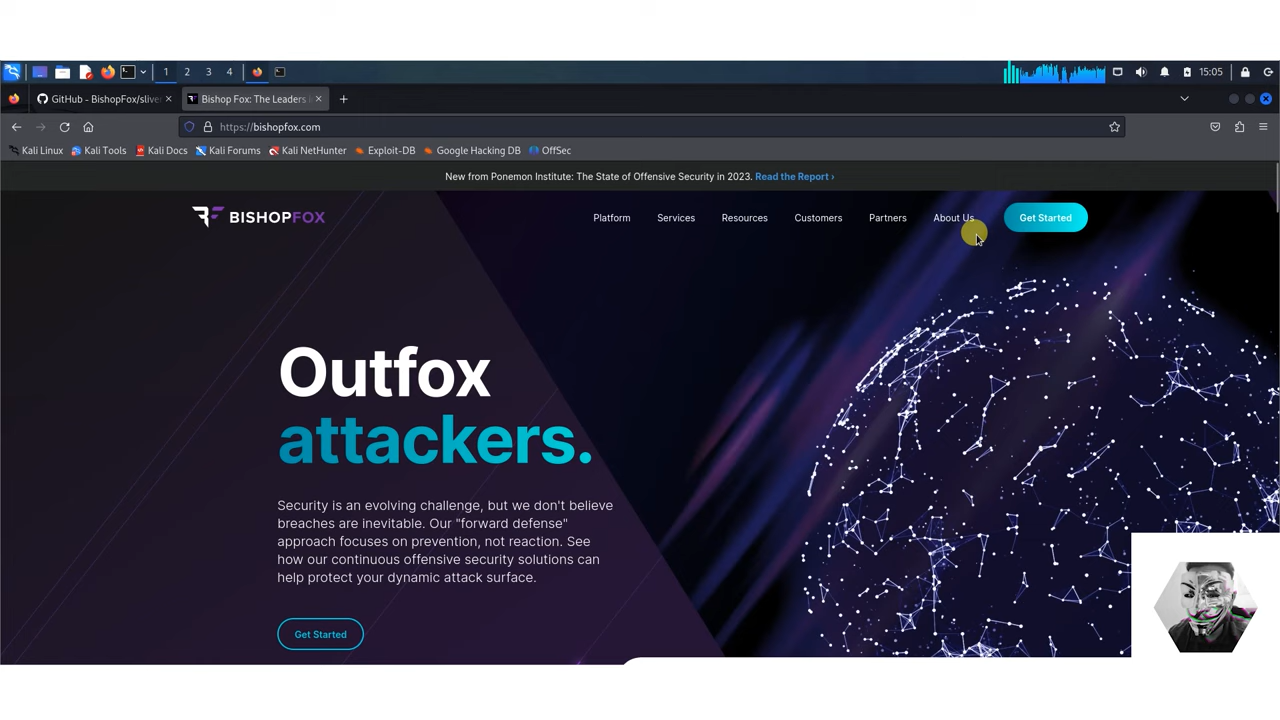 1 2 3 4 15:05
GitHub - BishopFox/sliver Bishop Fox: The Leaders
https://bishopfox.com
Kali Linux Kali Tools Kali Docs Kali Forums Kali NetHunter Exploit-DB Google Hacking DB OffSec
New from Ponemon Institute: The State of Offensive Security in 2023. Read the Report ›
BISHOPFOX Platform Services Resources Customers Partners About Us Get Started
Outfox
attackers.
Security is an evolving challenge, but we don't believe
breaches are inevitable. Our "forward defense"
approach focuses on prevention, not reaction. See
how our continuous offensive security solutions can
help protect your dynamic attack surface.
Get Started